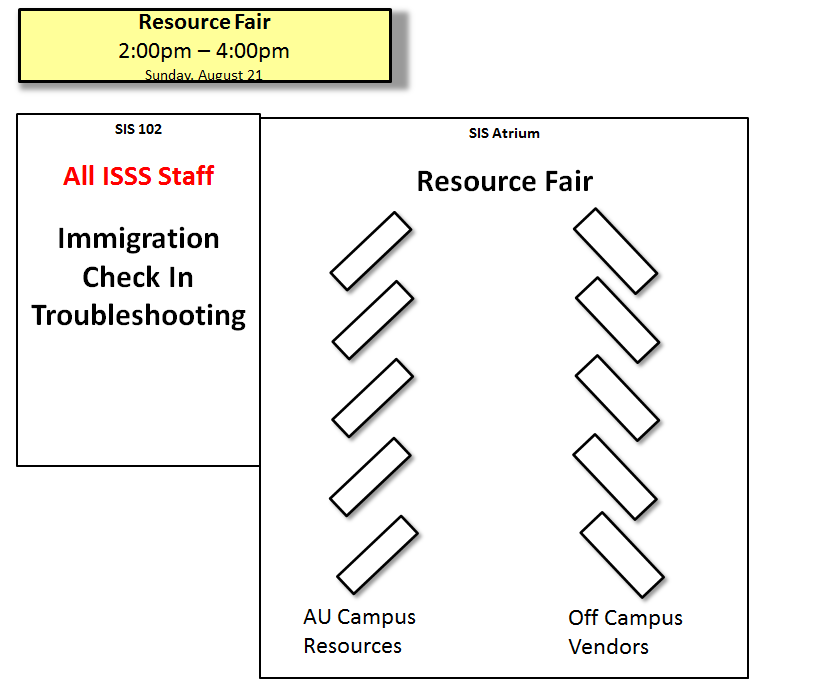 Resource Fair
2:00pm – 4:00pm
Sunday, August 21
SIS 102
All ISSS Staff
Immigration
Check In
Troubleshooting
SIS Atrium
Resource Fair
AU Campus
Resources
Off Campus
Vendors